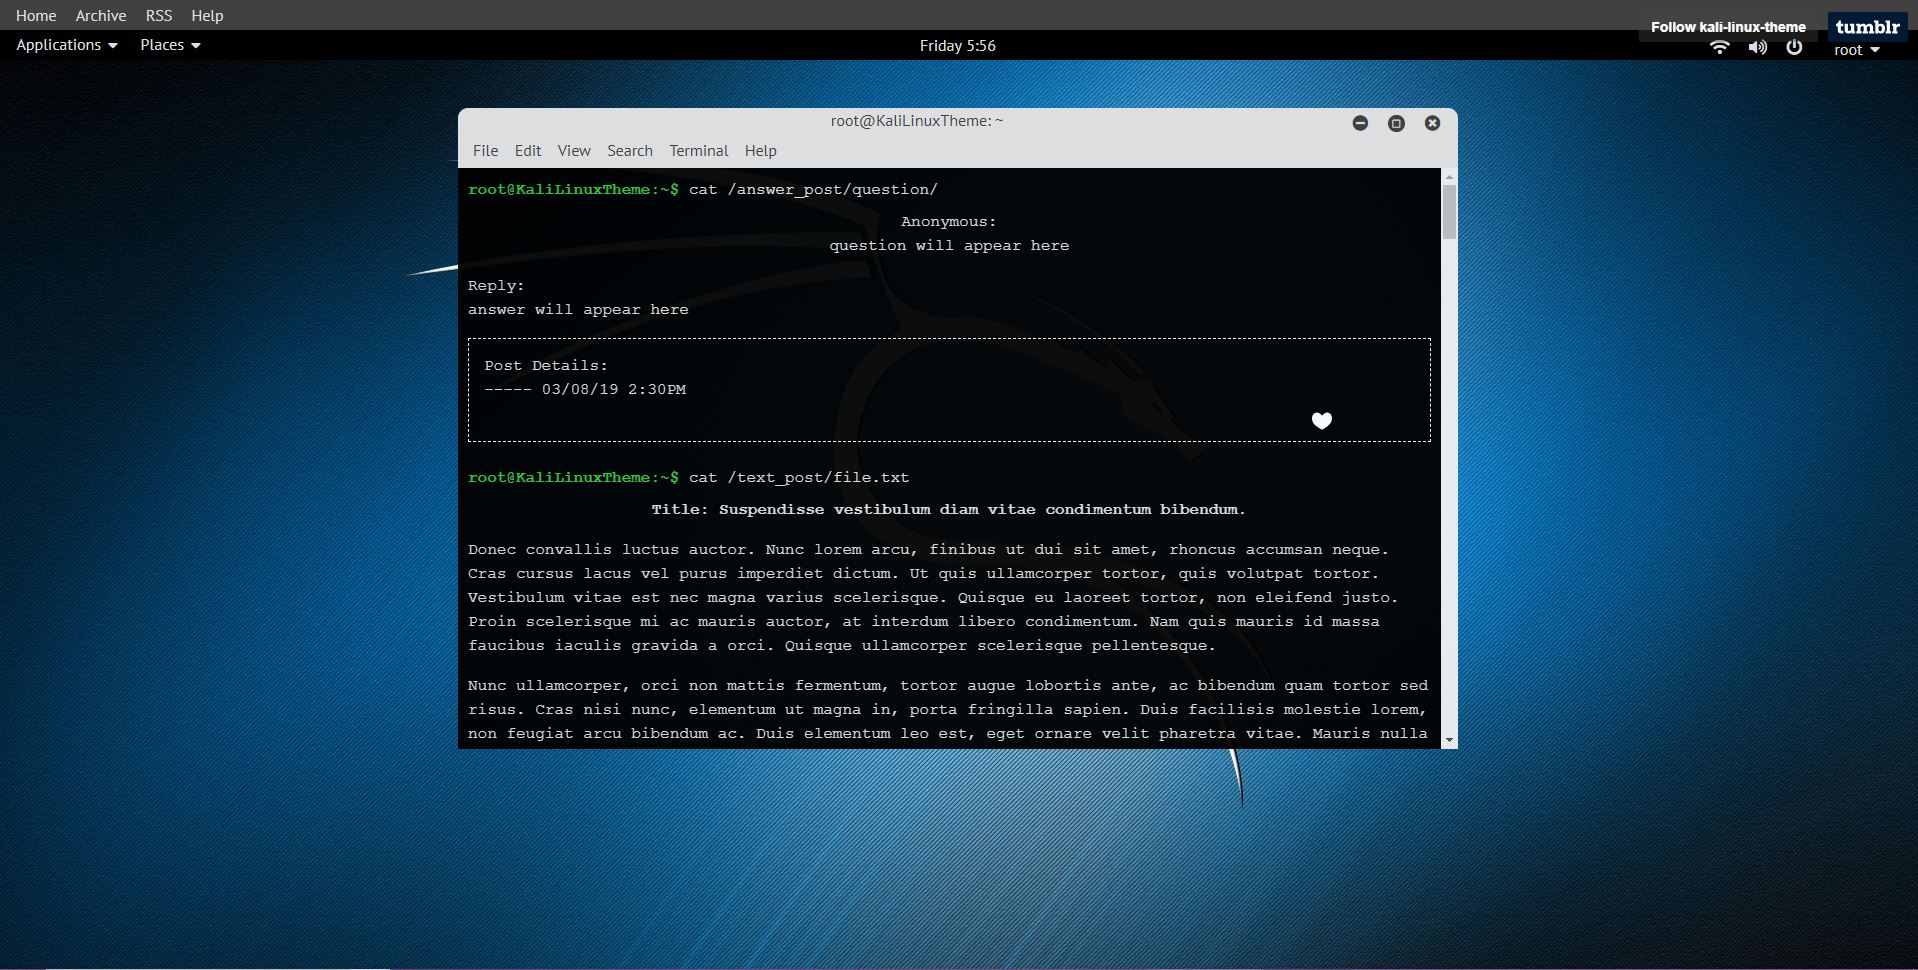 Home Archive RSS Help
Follow kali-linux-theme tumblr
Applications Places Friday 5:56 root
root@KaliLinuxTheme: ~
File Edit View Search Terminal Help
root@KaliLinuxTheme:~$ cat /answer_post/question/
Anonymous:
question will appear here
Reply:
answer will appear here
Post Details:
----- 03/08/19 2:30PM
root@KaliLinuxTheme:~$ cat /text_post/file.txt
Title: Suspendisse vestibulum diam vitae condimentum bibendum.
Donec convallis luctus auctor. Nunc lorem arcu, finibus ut dui sit amet, rhoncus accumsan neque.
Cras cursus lacus vel purus imperdiet dictum. Ut quis ullamcorper tortor, quis volutpat tortor.
Vestibulum vitae est nec magna varius scelerisque. Quisque eu laoreet tortor, non eleifend justo.
Proin scelerisque mi ac mauris auctor, at interdum libero condimentum. Nam quis mauris id massa
faucibus iaculis gravida a orci. Quisque ullamcorper scelerisque pellentesque.
Nunc ullamcorper, orci non mattis fermentum, tortor augue lobortis ante, ac bibendum quam tortor sed
risus. Cras nisi nunc, elementum ut magna in, porta fringilla sapien. Duis facilisis molestie lorem,
non feugiat arcu bibendum ac. Duis elementum leo est, eget ornare velit pharetra vitae. Mauris nulla